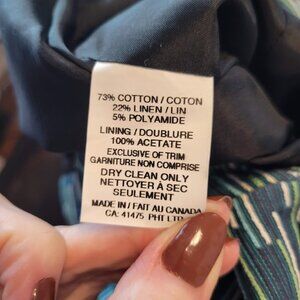 73% COTTON / COTON
22% LINEN / LIN
5% POLYAMIDE
LINING / DOUBLURE
100% ACETATE
EXCLUSIVE OF TRIM
GARNITURE NON COMPRISE
DRY CLEAN ONLY
NETTOYER À SEC
SEULEMENT
MADE IN / FAIT AU CANADA
CA: 41475 PHI LTD